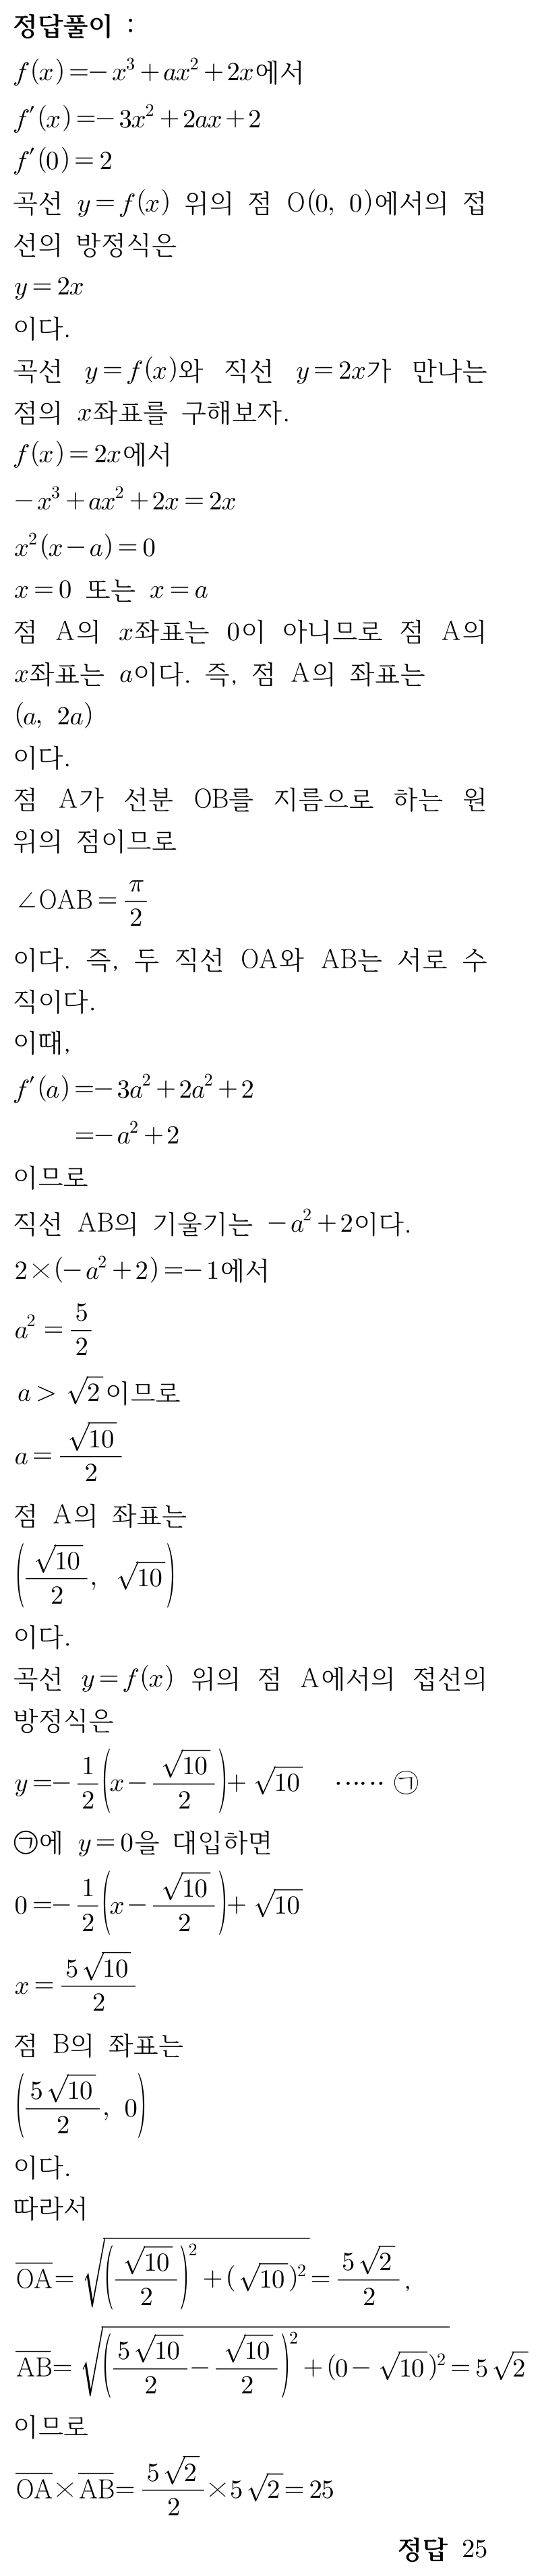 정답풀이 :
f(x)=-x³+ax²+2x에서
f′(x)=-3x²+2ax+2
f′(0)=2
곡선 y=f(x) 위의 점 O(0, 0)에서의 접
선의 방정식은
y=2x
이다.
곡선 y=f(x)와 직선 y=2x가 만나는
점의 x좌표를 구해보자.
f(x)=2x에서
-x³+ax²+2x=2x
x²(x-a)=0
x=0 또는 x=a
점 A의 x좌표는 0이 아니므로 점 A의
x좌표는 a이다. 즉, 점 A의 좌표는
(a, 2a)
이다.
점 A가 선분 OB를 지름으로 하는 원
위의 점이므로
∠OAB=π/2
이다. 즉, 두 직선 OA와 AB는 서로 수
직이다.
이때,
f′(a)=-3a²+2a²+2
=-a²+2
이므로
직선 AB의 기울기는 -a²+2이다.
2×(-a²+2)=-1에서
a²=5/2
a>√2이므로
a=√10/2
점 A의 좌표는
(√10/2, √10)
이다.
곡선 y=f(x) 위의 점 A에서의 접선의
방정식은
y=-1/2(x-√10/2)+√10 ⋯⋯ ㉠
㉠에 y=0을 대입하면
0=-1/2(x-√10/2)+√10
x=5√10/2
점 B의 좌표는
(5√10/2, 0)
이다.
따라서
O̅A̅=√((√10/2)²+(√10)²)=5√2/2,
A̅B̅=√((5√10/2-√10/2)²+(0-√10)²)=5√2
이므로
O̅A̅×A̅B̅=5√2/2×5√2=25
정답 25